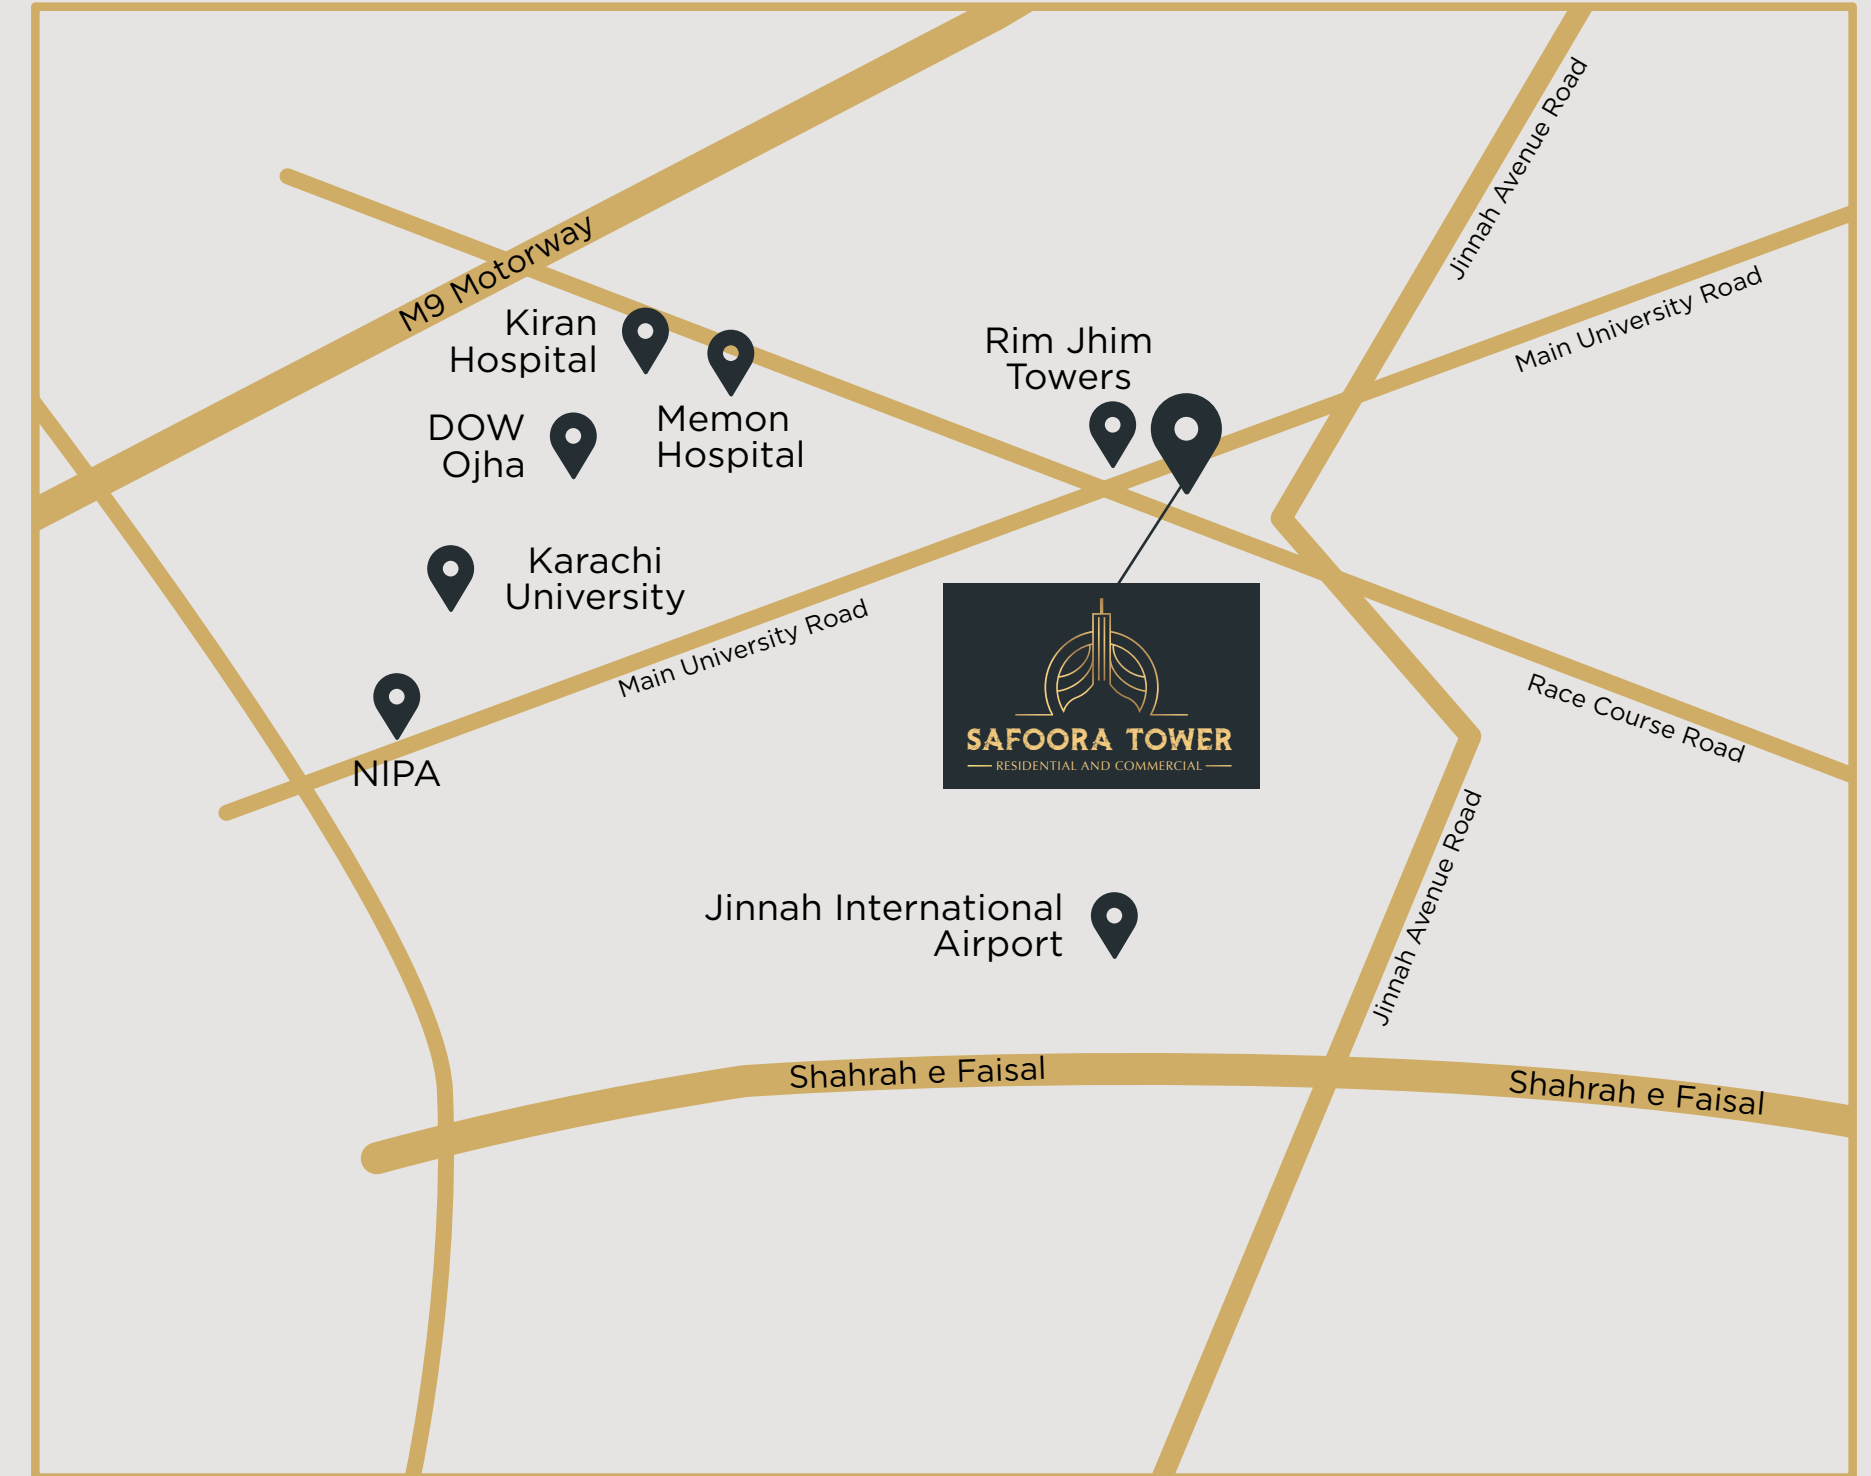 Jinnah Avenue Road
M9 Motorway
Main University Road
Kiran
Hospital
Rim Jhim
Towers
DOW
Ojha
Memon
Hospital
Karachi
University
Main University Road
Race Course Road
NIPA
SAFOORA TOWER
RESIDENTIAL AND COMMERCIAL
Jinnah Avenue Road
Jinnah International
Airport
Shahrah e Faisal
Shahrah e Faisal